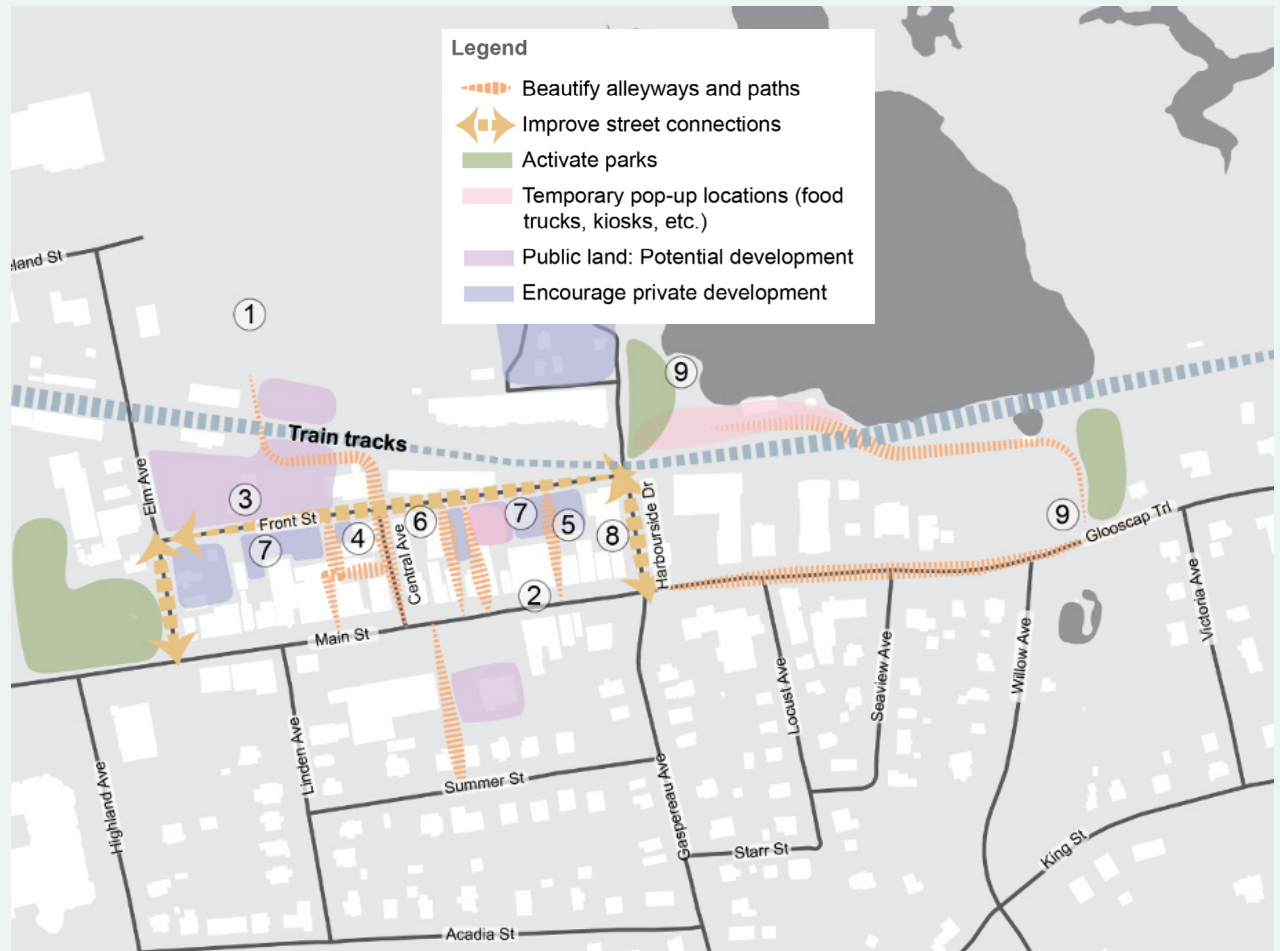 Legend
Beautify alleyways and paths
Improve street connections
Activate parks
Temporary pop-up locations (food
trucks, kiosks, etc.)
Public land: Potential development
Encourage private development
land St
1
9
Train tracks
Elm Ave
3
Front St
7
4
Central Ave
6
7
5
8
Harbourside Dr
9
Glooscap Trl
2
Main St
Victoria Ave
Highland Ave
Linden Ave
Summer St
Gaspereau Ave
Locust Ave
Seaview Ave
Willow Ave
Starr St
King St
Acadia St